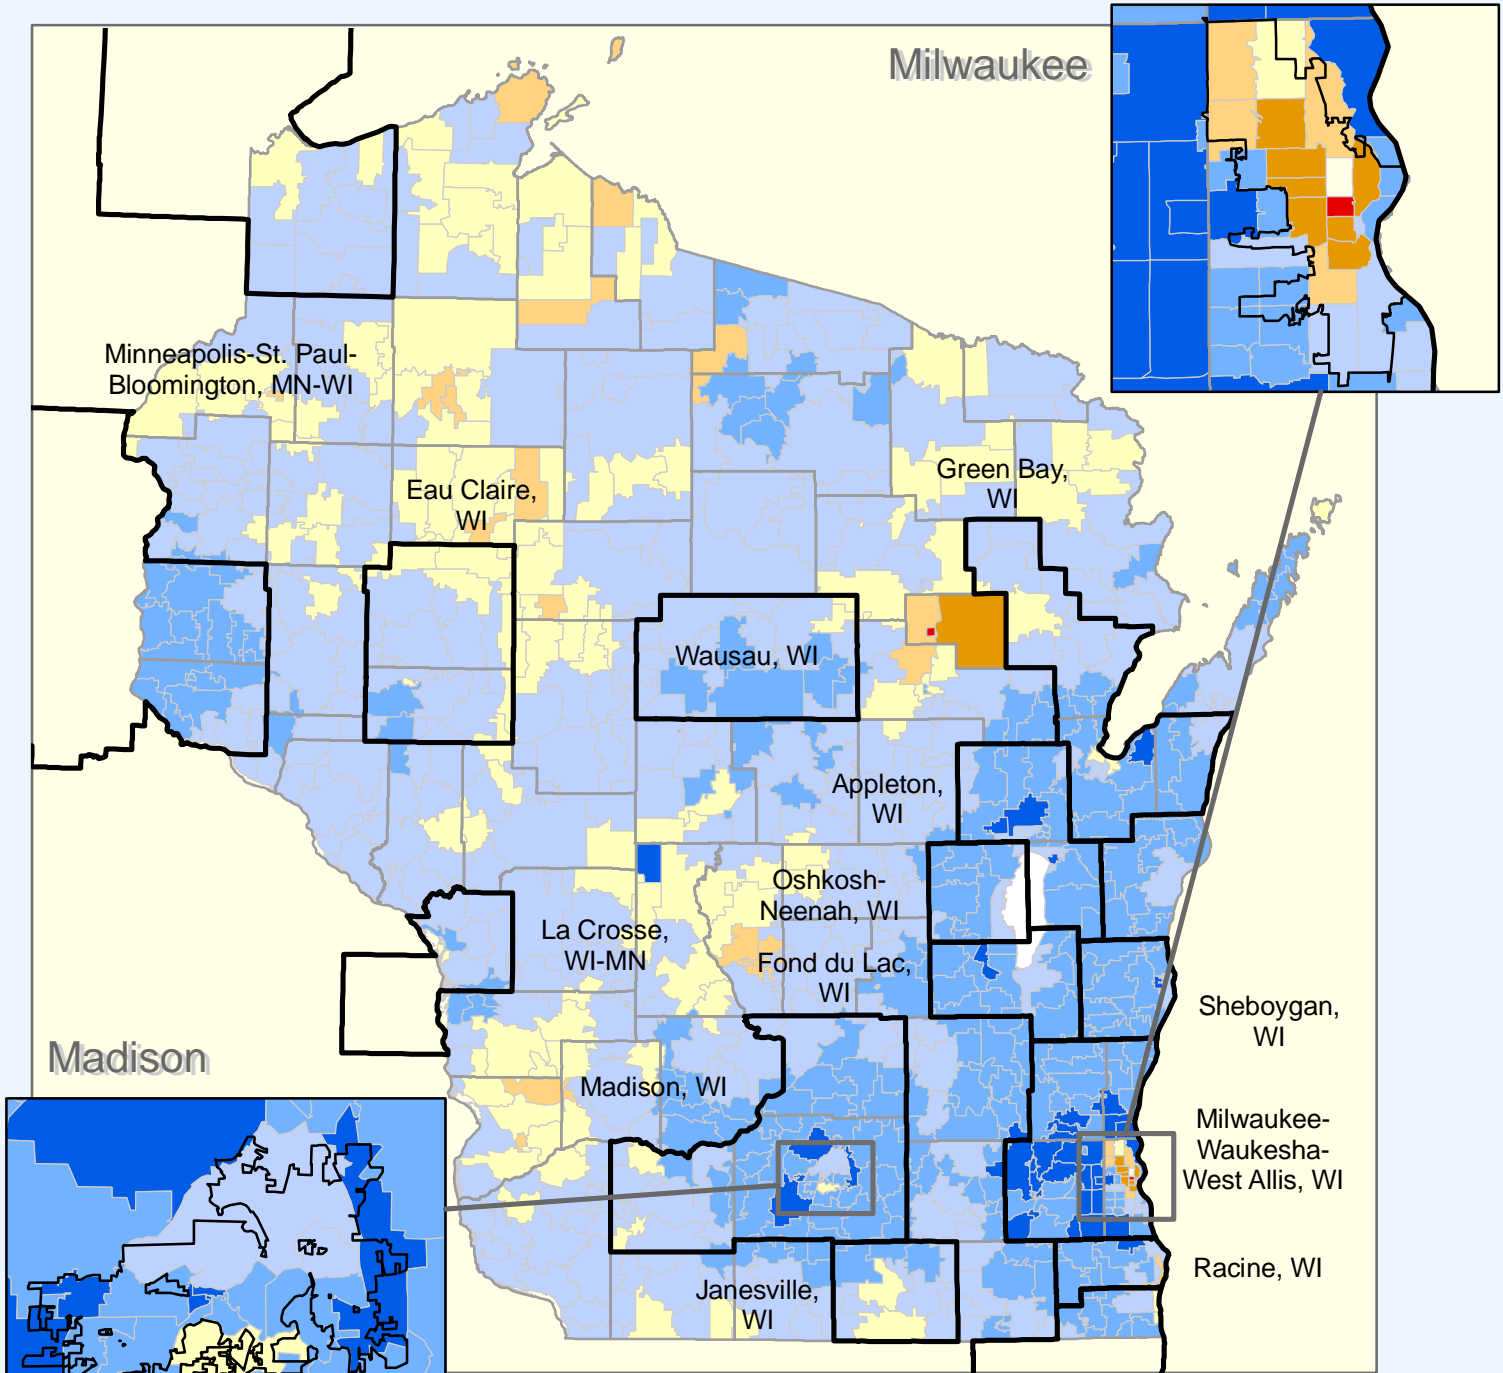 Milwaukee
Minneapolis-St. Paul-
Bloomington, MN-WI
Eau Claire,
WI
Green Bay,
WI
Wausau, WI
Appleton,
WI
Oshkosh-
Neenah, WI
La Crosse,
WI-MN
Fond du Lac,
WI
Sheboygan,
WI
Madison
Madison, WI
Milwaukee-
Waukesha-
West Allis, WI
Racine, WI
Janesville,
WI